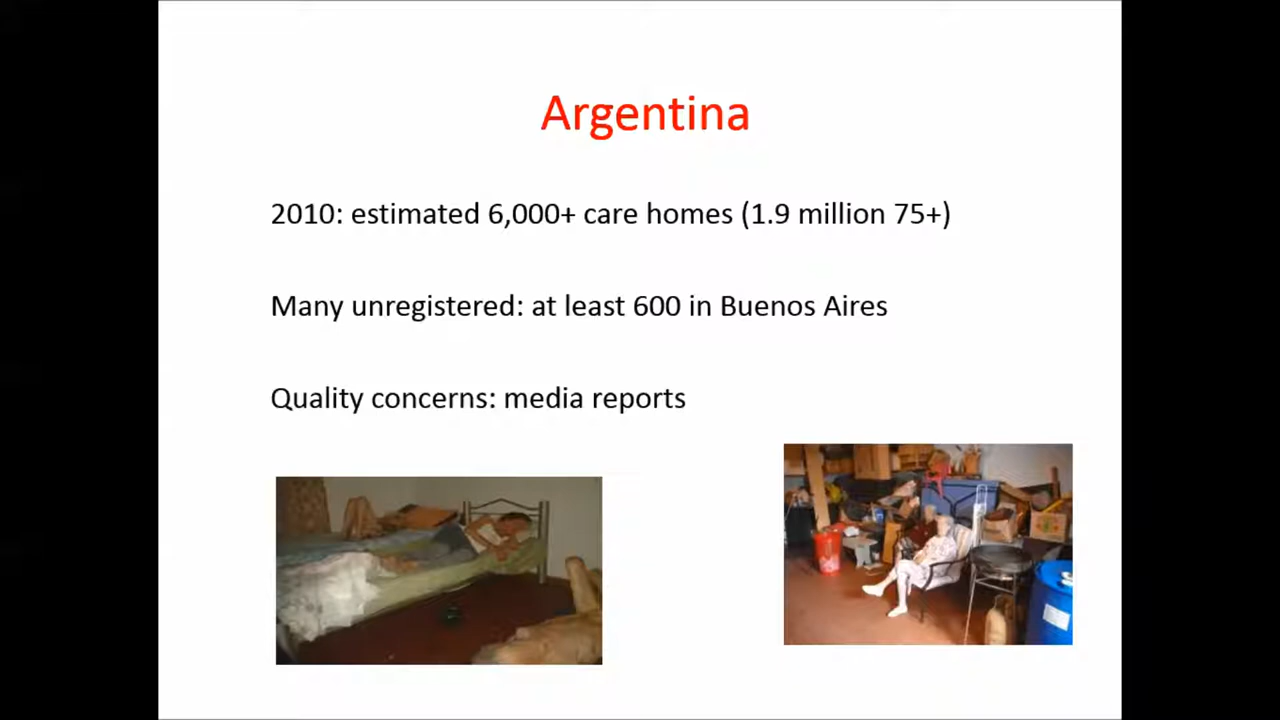 Argentina
2010: estimated 6,000+ care homes (1.9 million 75+)
Many unregistered: at least 600 in Buenos Aires
Quality concerns: media reports